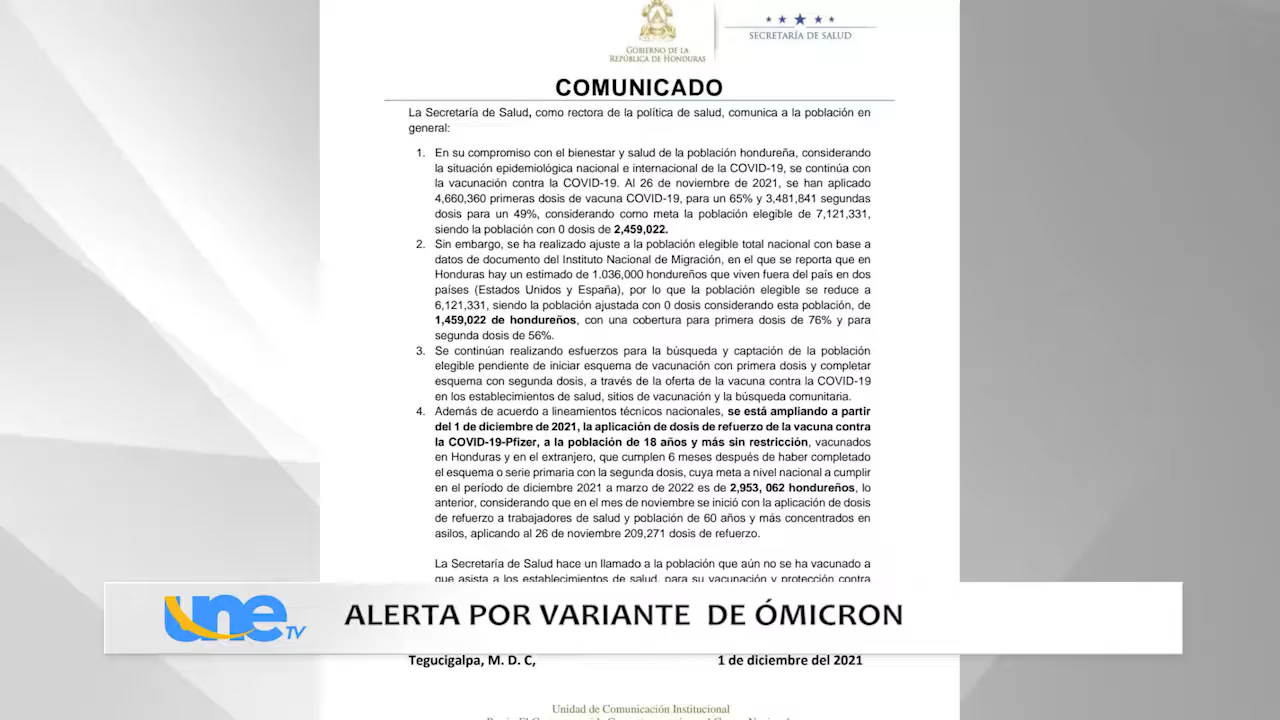 GOBIERNO DE LA
REPÚBLICA DE HONDURAS
SECRETARÍA DE SALUD
COMUNICADO
La Secretaría de Salud, como rectora de la política de salud, comunica a la población en
general:
1. En su compromiso con el bienestar y salud de la población hondureña, considerando
la situación epidemiológica nacional e internacional de la COVID-19, se continúa con
la vacunación contra la COVID-19. Al 26 de noviembre de 2021, se han aplicado
4,660,360 primeras dosis de vacuna COVID-19, para un 65% y 3,481,841 segundas
dosis para un 49%, considerando como meta la población elegible de 7,121,331,
siendo la población con 0 dosis de 2,459,022.
2. Sin embargo, se ha realizado ajuste a la población elegible total nacional con base a
datos de documento del Instituto Nacional de Migración, en el que se reporta que en
Honduras hay un estimado de 1.036,000 hondureños que viven fuera del país en dos
países (Estados Unidos y España), por lo que la población elegible se reduce a
6,121,331, siendo la población ajustada con 0 dosis considerando esta población, de
1,459,022 de hondureños, con una cobertura para primera dosis de 76% y para
segunda dosis de 56%.
3. Se continúan realizando esfuerzos para la búsqueda y captación de la población
elegible pendiente de iniciar esquema de vacunación con primera dosis y completar
esquema con segunda dosis, a través de la oferta de la vacuna contra la COVID-19
en los establecimientos de salud, sitios de vacunación y la búsqueda comunitaria.
4. Además de acuerdo a lineamientos técnicos nacionales, se está ampliando a partir
del 1 de diciembre de 2021, la aplicación de dosis de refuerzo de la vacuna contra
la COVID-19-Pfizer, a la población de 18 años y más sin restricción, vacunados
en Honduras y en el extranjero, que cumplen 6 meses después de haber completado
el esquema o serie primaria con la segunda dosis, cuya meta a nivel nacional a cumplir
en el período de diciembre 2021 a marzo de 2022 es de 2,953, 062 hondureños, lo
anterior, considerando que en el mes de noviembre se inició con la aplicación de dosis
de refuerzo a trabajadores de salud y población de 60 años y más concentrados en
asilos, aplicando al 26 de noviembre 209,271 dosis de refuerzo.
La Secretaría de Salud hace un llamado a la población que aún no se ha vacunado a
que asista a los establecimientos de salud, para su vacunación y protección contra
une TV
ALERTA POR VARIANTE DE ÓMICRON
Tegucigalpa, M. D. C, 1 de diciembre del 2021
Unidad de Comunicación Institucional